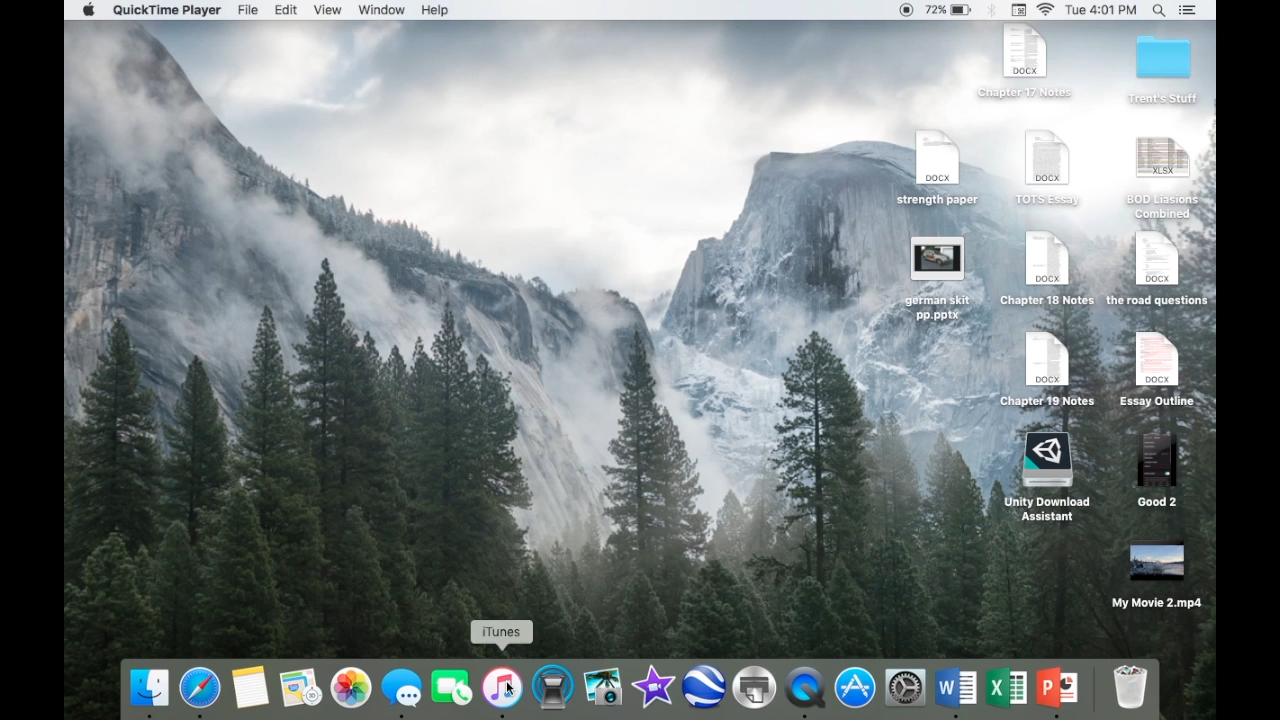 QuickTime Player File Edit View Window Help 72% Tue 4:01 PM
DOCX
Chapter 17 Notes
Trent's Stuff
DOCX
strength paper
DOCX
TOTS Essay
XLSX
BOD Liasions
Combined
german skit
pp.pptx
DOCX
Chapter 18 Notes
DOCX
the road questions
DOCX
Chapter 19 Notes
DOCX
Essay Outline
Unity Download
Assistant
Good 2
My Movie 2.mp4
iTunes
W
X
P